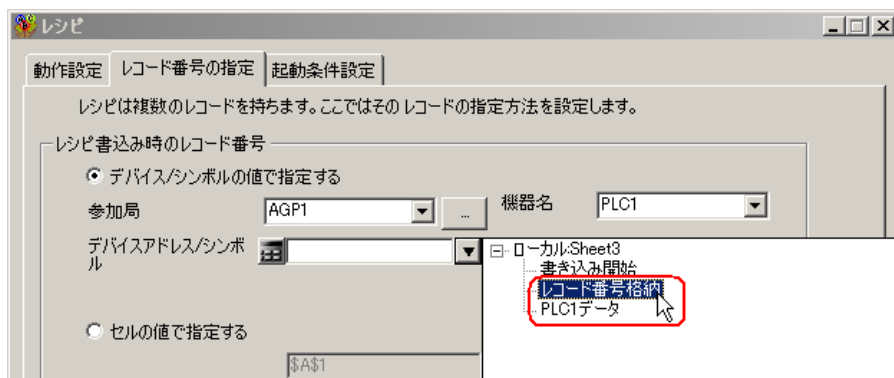 レシピ
動作設定 レコード番号の指定 起動条件設定
レシピは複数のレコードを持ちます。ここではそのレコードの指定方法を設定します。
レシピ書込み時のレコード番号
デバイス/シンボルの値で指定する
参加局 AGP1 ... 機器名 PLC1
デバイスアドレス/シンボ
ル
ローカル:Sheet3
書き込み開始
レコード番号格納
PLC1データ
セルの値で指定する
$A$1